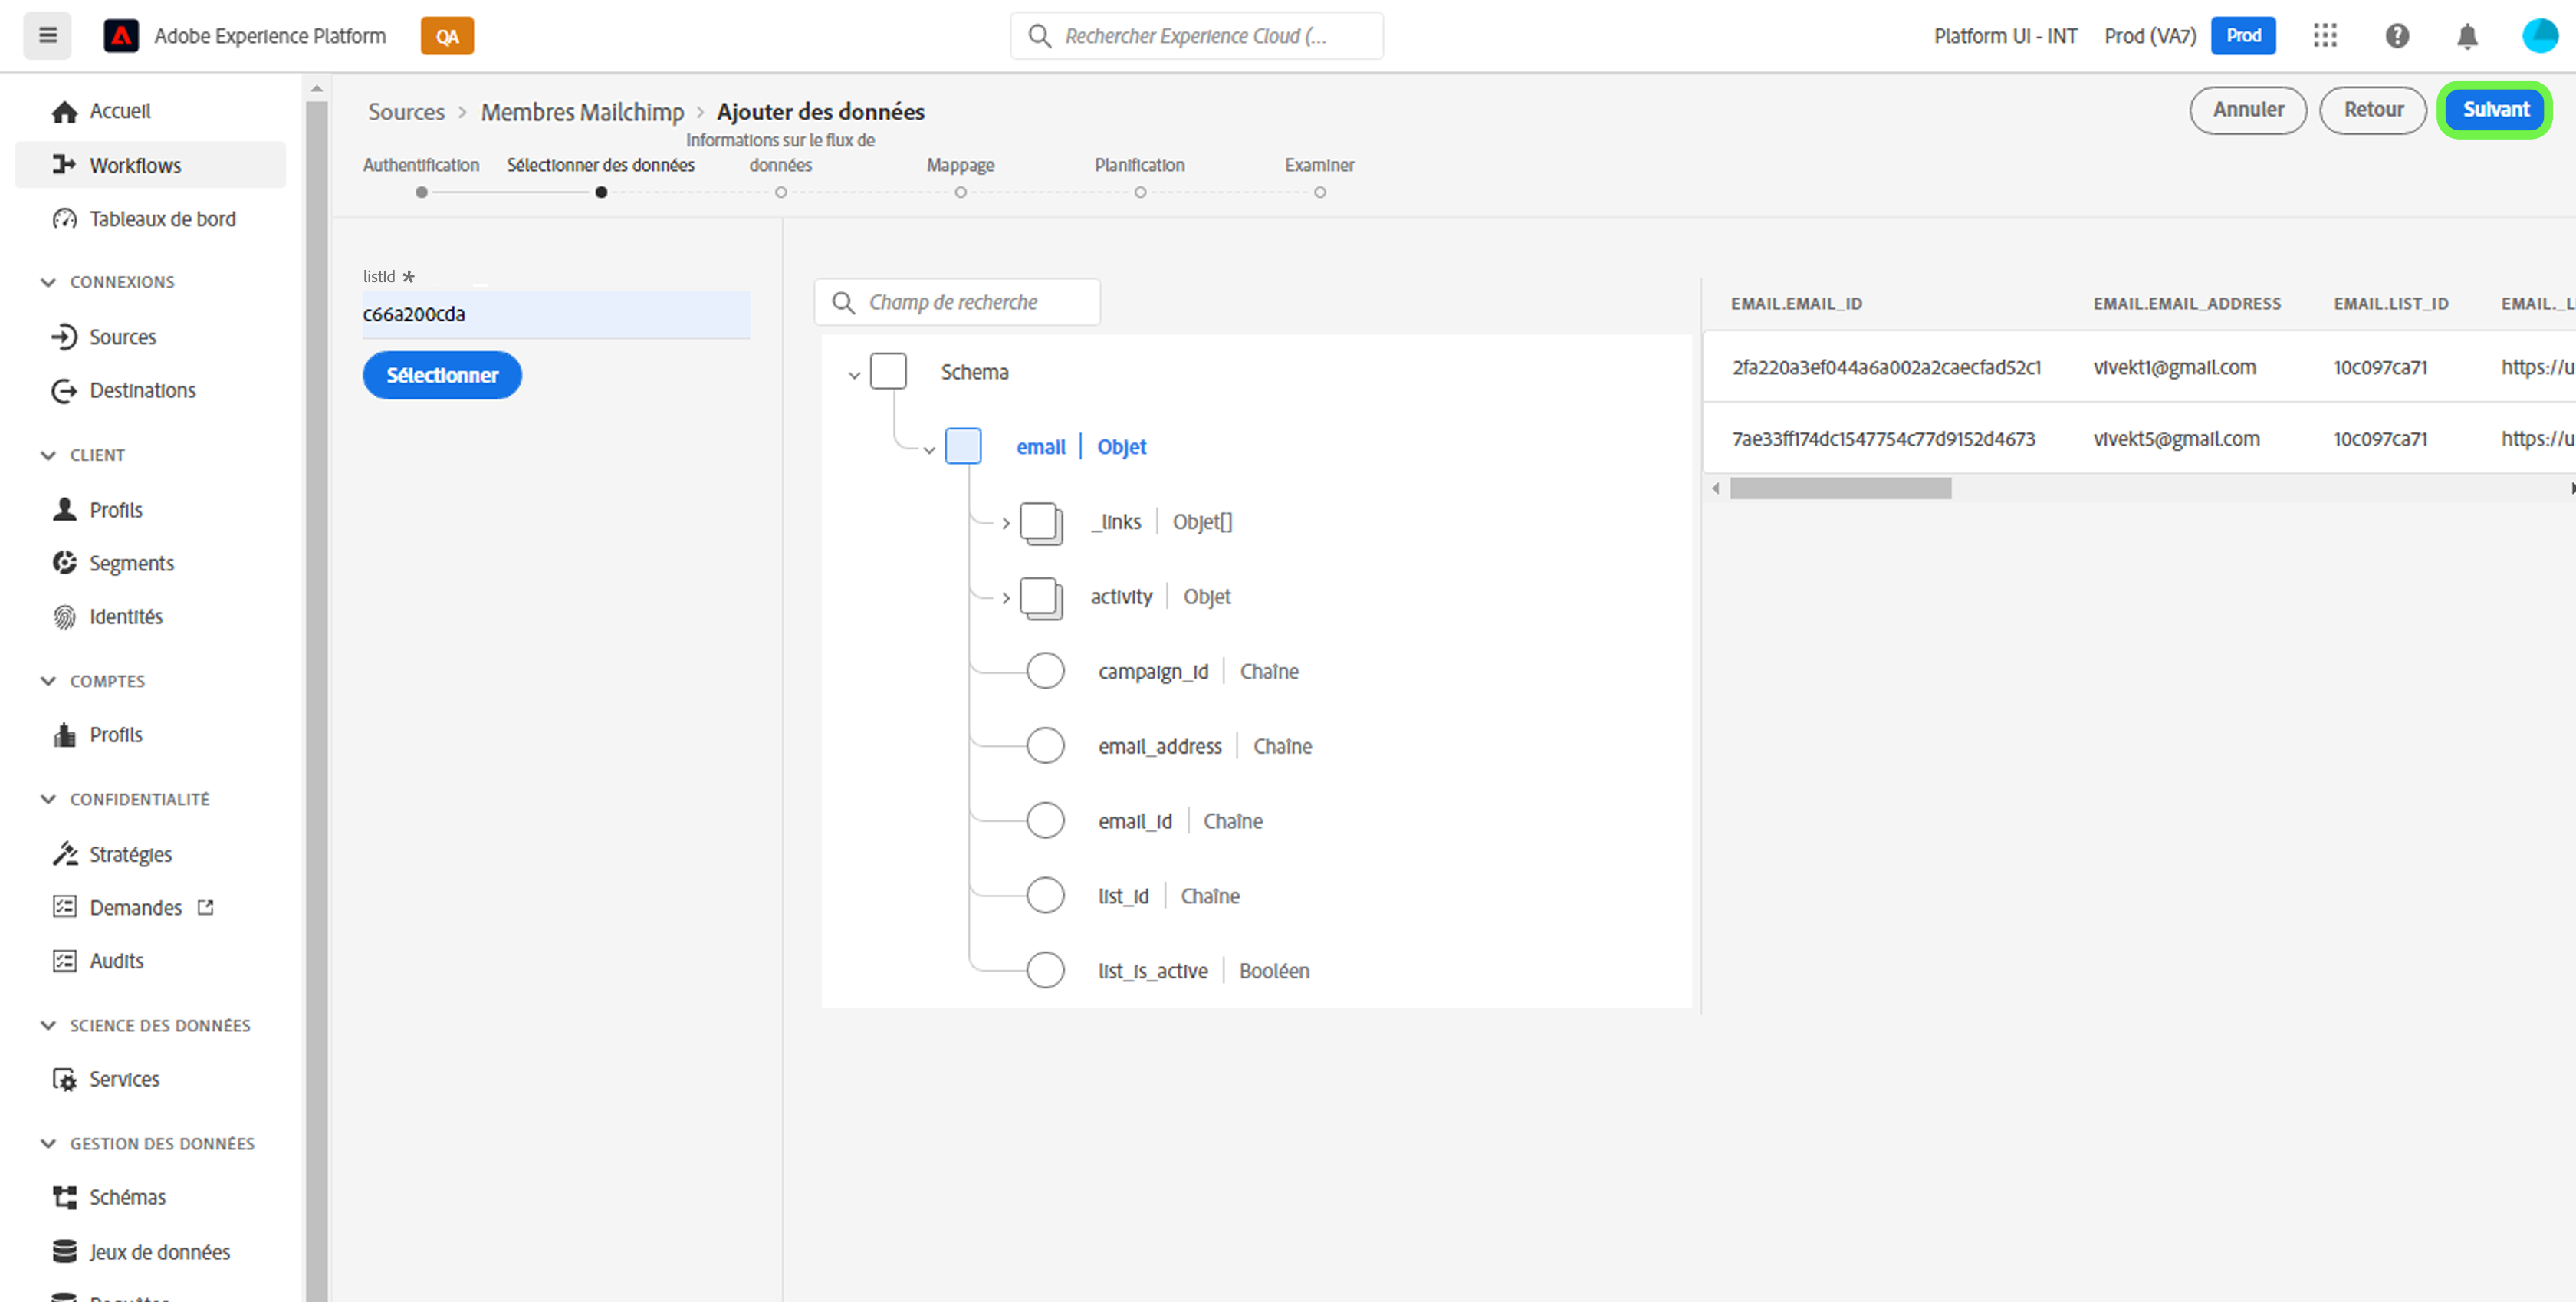 Adobe Experience Platform
QA
Rechercher Experience Cloud (...
Platform UI - INT
Prod (VA7)
Prod
Accueil
Workflows
Tableaux de bord
CONNEXIONS
Sources
Destinations
CLIENT
Profils
Segments
Identités
COMPTES
Profils
CONFIDENTIALITÉ
Stratégies
Demandes
Audits
SCIENCE DES DONNÉES
Services
GESTION DES DONNÉES
Schémas
Jeux de données
Sources > Membres Mailchimp > Ajouter des données
Annuler
Retour
Suivant
Authentification
Sélectionner des données
Informations sur le flux de
données
Mappage
Planification
Examiner
listId *
c66a200cda
Sélectionner
Champ de recherche
Schema
email | Objet
_links | Objet[]
activity | Objet
campaign_id | Chaîne
email_address | Chaîne
email_id | Chaîne
list_id | Chaîne
list_is_active | Booléen
EMAIL.EMAIL_ID EMAIL.EMAIL_ADDRESS EMAIL.LIST_ID EMAIL._L
2fa220a3ef044a6a002a2caecfad52c1 vivekt1@gmail.com 10c097ca71 https://u
7ae33ff174dc1547754c77d9152d4673 vivekt5@gmail.com 10c097ca71 https://u